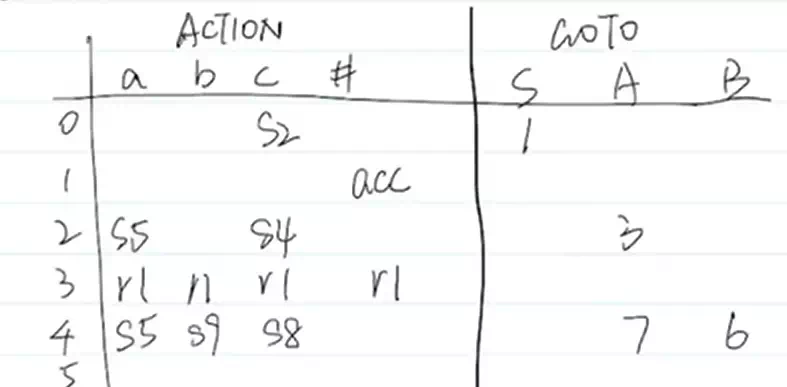 ACTION GOTO
a b c # S A B
0 S2 1
1 acc
2 S5 S4 3
3 r1 r1 r1 r1
4 S5 S9 S8 7 6
5